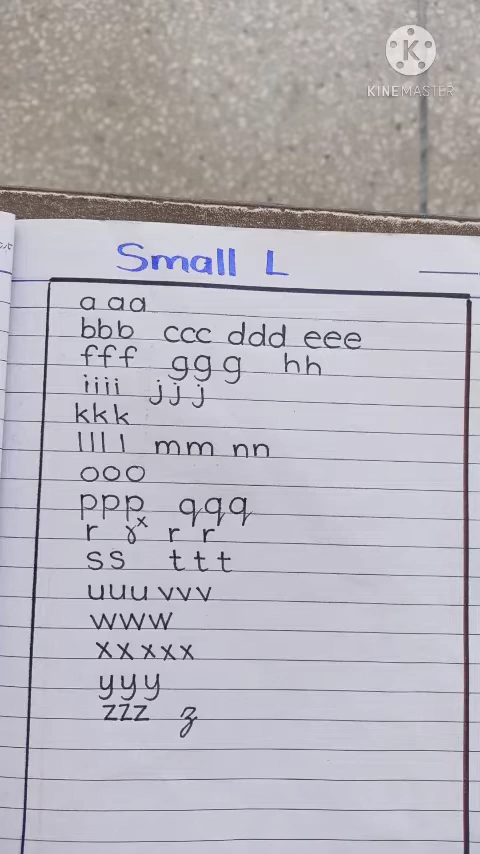 KINEMASTER
Small L
a aa
bbb ccc ddd eee
fff ggg hh
iiii jjj
kkk
llll mm nn
ooo
ppp qqq
r r x r r
ss ttt
uuu vvv
www
xxxxx
yyy
zzz z